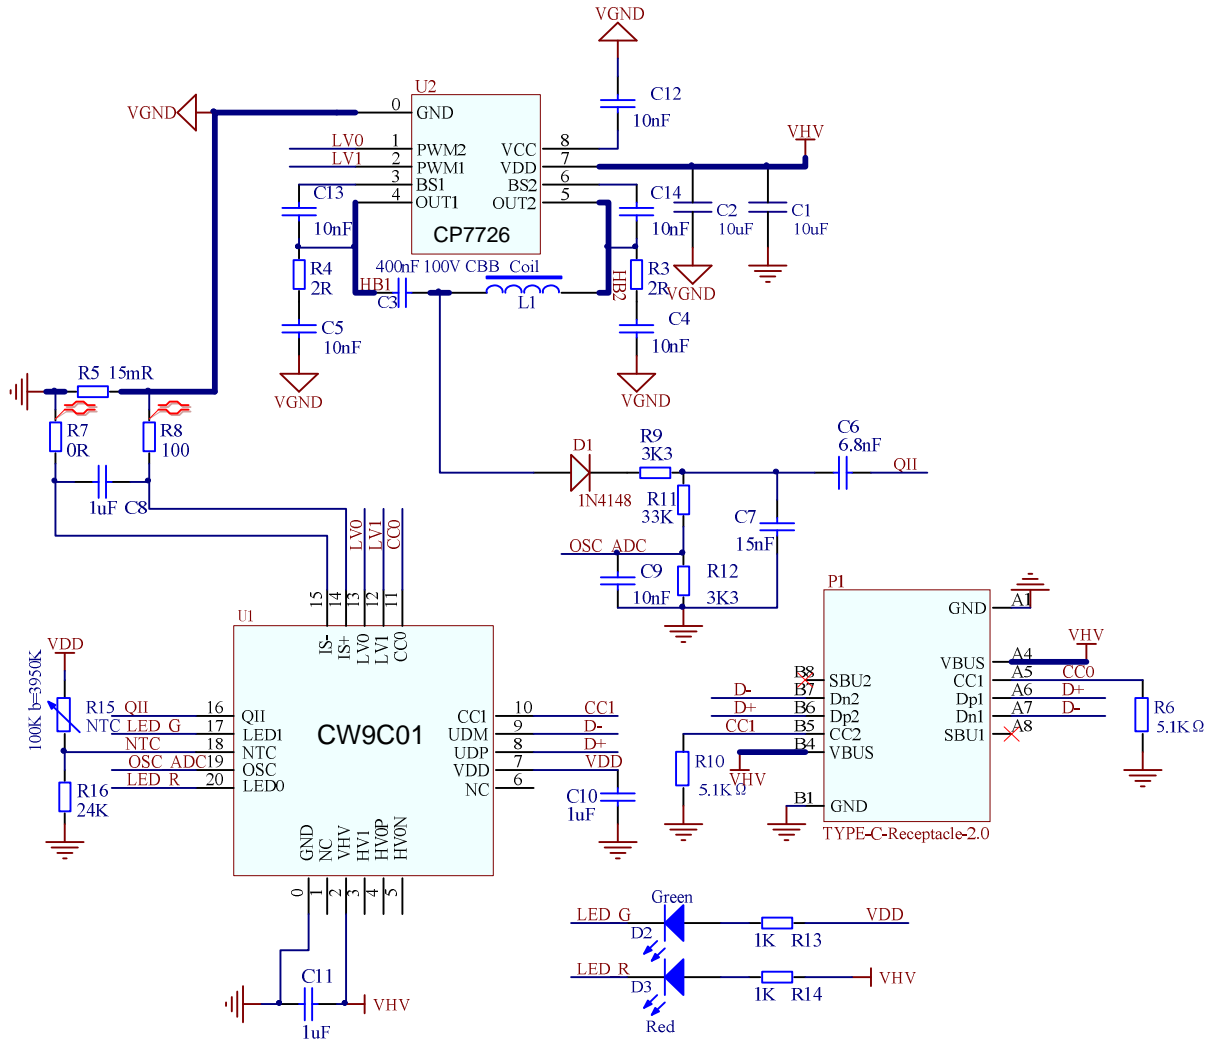 VGND
U2
C12
10nF
VGND
0
GND
VHV
LV0
1
PWM2
VCC
8
LV1
2
PWM1
VDD
7
C13
3
BS1
BS2
6
C14
4
OUT1
OUT2
5
C2
C1
10nF
10nF
10uF
10uF
CP7726
R4
2R
400nF 100V CBB
Coil
HB1
C3
L1
HB2
R3
2R
VGND
C5
10nF
C4
10nF
R5 15mR
VGND
VGND
R7
0R
R8
100
C6
6.8nF
R9
3K3
D1
QII
1N4148
R11
33K
1uF C8
C7
15nF
LV0
LV1
CC0
OSC ADC
C9
10nF
R12
3K3
P1
15
14
13
12
11
U1
IS-
IS+
LV0
LV1
CC0
GND
A1
VDD
VHV
VBUS
A4
B8
SBU2
CC1
A5
CC0
100K b=3950K
R15
NTC
D-
B7
Dn2
Dp1
A6
D+
QII
16
QII
CC1
10
CC1
D+
B6
Dp2
Dn1
A7
D-
R6
5.1KΩ
LED G
17
LED1
UDM
9
D-
CC1
B5
CC2
SBU1
A8
CW9C01
NTC
18
NTC
UDP
8
D+
B4
VBUS
OSC ADC
19
OSC
VDD
7
VDD
R10
5.1KΩ
VHV
LED R
20
LED0
NC
6
R16
24K
C10
1uF
B1
GND
TYPE-C-Receptacle-2.0
GND
NC
VHV
HV1
HV0P
HV0N
0
1
2
3
4
5
Green
LED G
D2
1K R13
VDD
LED R
D3
1K R14
VHV
Red
C11
1uF
VHV